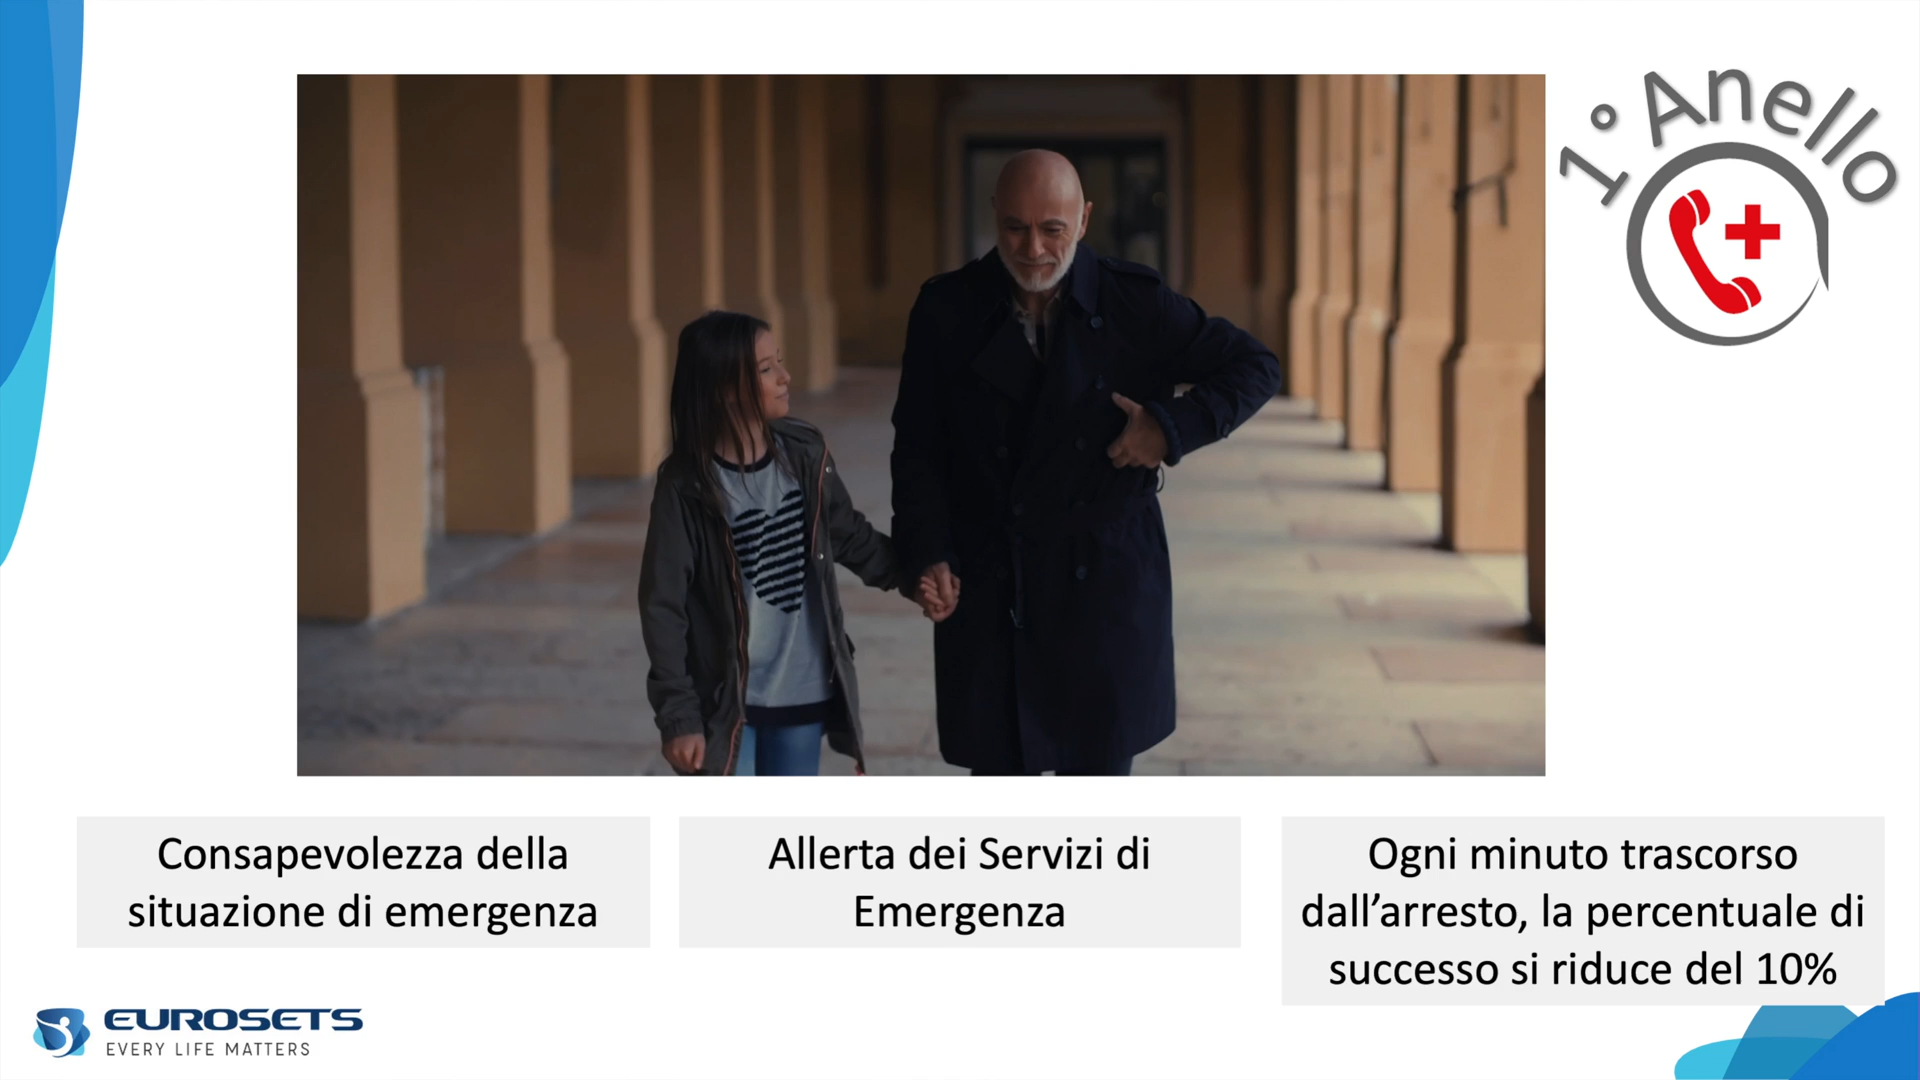 1° Anello
Consapevolezza della
situazione di emergenza
Allerta dei Servizi di
Emergenza
Ogni minuto trascorso
dall’arresto, la percentuale di
successo si riduce del 10%
EUROSETS
EVERY LIFE MATTERS